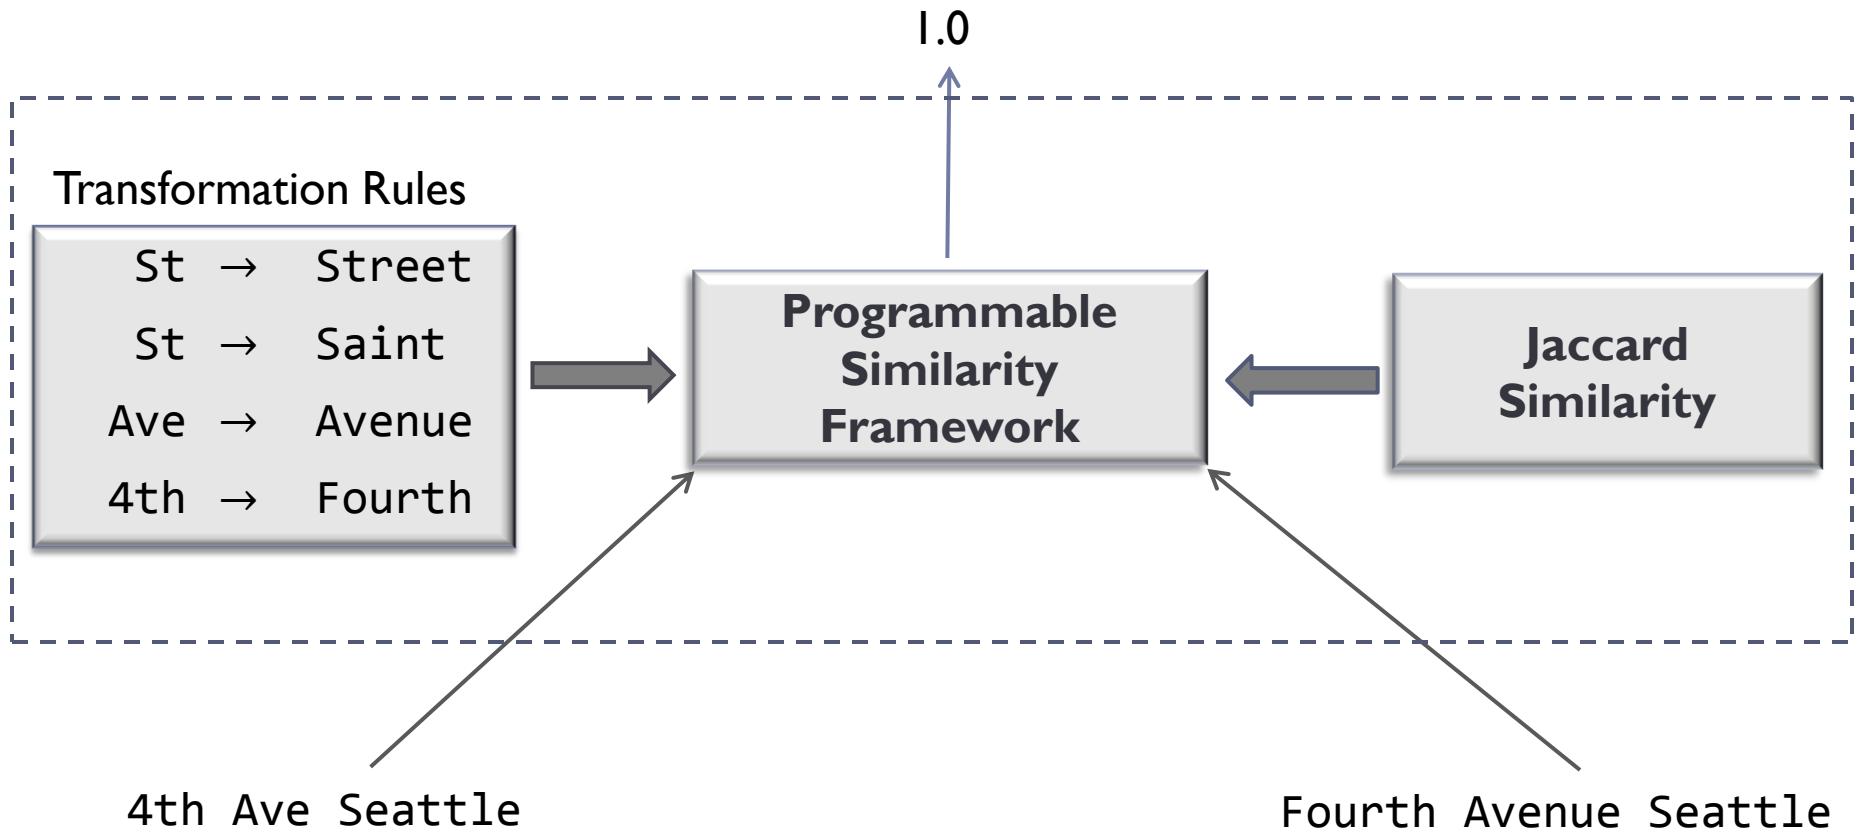 1.0
Transformation Rules
St → Street
St → Saint
Ave → Avenue
4th → Fourth
Programmable
Similarity
Framework
Jaccard
Similarity
4th Ave Seattle
Fourth Avenue Seattle